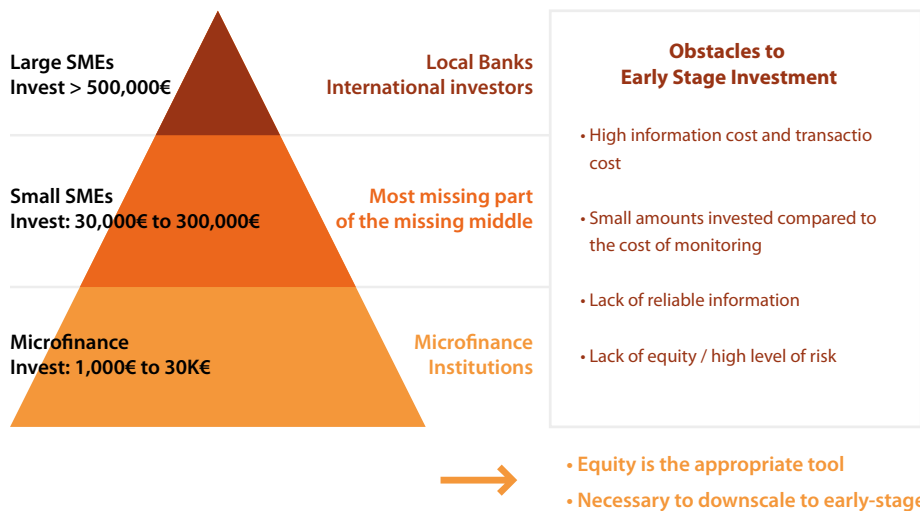 Large SMEs
Invest > 500,000€
Local Banks
International investors
Small SMEs
Invest: 30,000€ to 300,000€
Most missing part
of the missing middle
Microfinance
Invest: 1,000€ to 30K€
Microfinance
Institutions
Obstacles to
Early Stage Investment
• High information cost and transactio
cost
• Small amounts invested compared to
the cost of monitoring
• Lack of reliable information
• Lack of equity / high level of risk
• Equity is the appropriate tool
• Necessary to downscale to early-stage